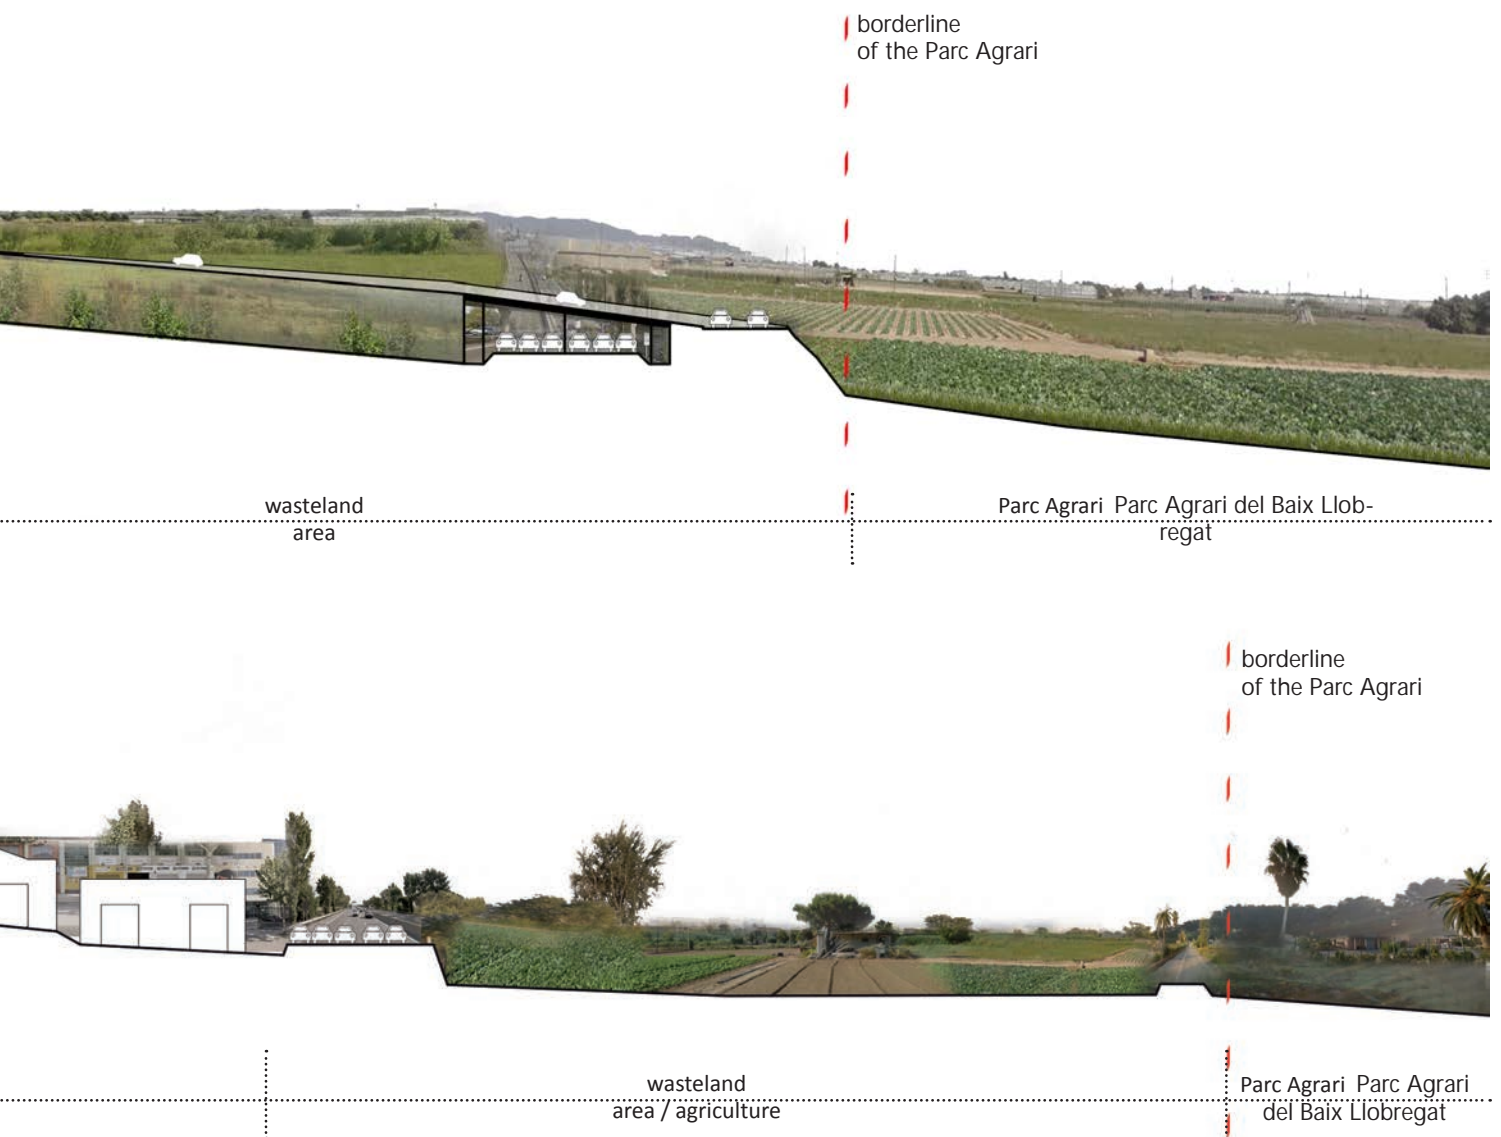 borderline
of the Parc Agrari
wasteland
area
Parc Agrari Parc Agrari del Baix Llob-
regat
borderline
of the Parc Agrari
wasteland
area / agriculture
Parc Agrari Parc Agrari
del Baix Llobregat